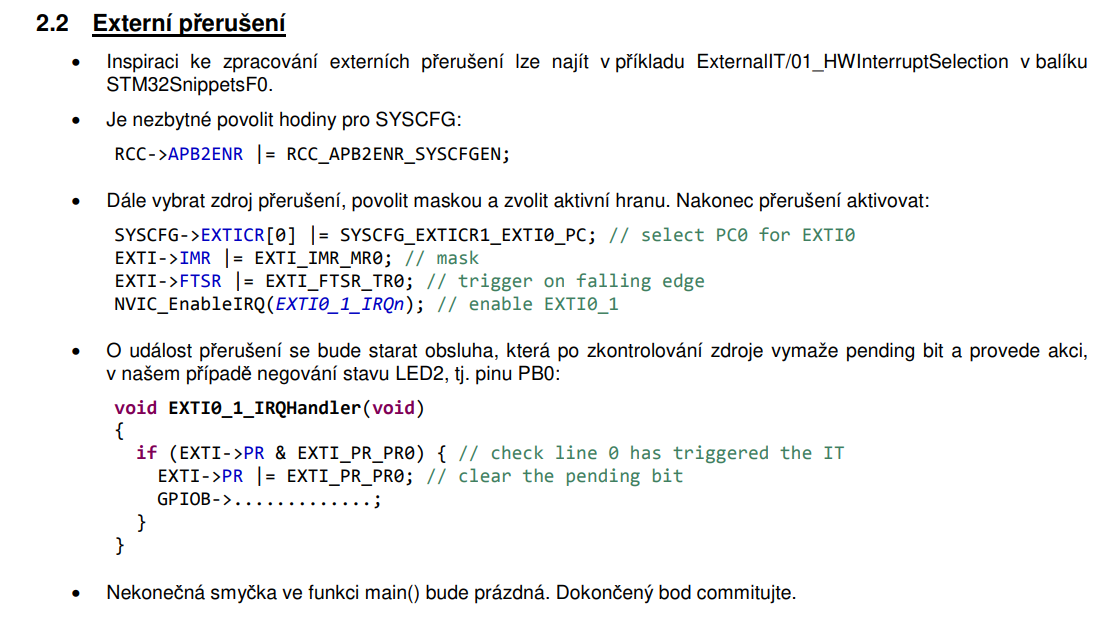 2.2 Externí přerušení
• Inspiraci ke zpracování externích přerušení lze najít v příkladu ExternalIT/01_HWInterruptSelection v balíku
STM32SnippetsF0.
• Je nezbytné povolit hodiny pro SYSCFG:
RCC->APB2ENR |= RCC_APB2ENR_SYSCFGEN;
• Dále vybrat zdroj přerušení, povolit maskou a zvolit aktivní hranu. Nakonec přerušení aktivovat:
SYSCFG->EXTICR[0] |= SYSCFG_EXTICR1_EXTI0_PC; // select PC0 for EXTI0
EXTI->IMR |= EXTI_IMR_MR0; // mask
EXTI->FTSR |= EXTI_FTSR_TR0; // trigger on falling edge
NVIC_EnableIRQ(EXTI0_1_IRQn); // enable EXTI0_1
• O událost přerušení se bude starat obsluha, která po zkontrolování zdroje vymaže pending bit a provede akci,
v našem případě negování stavu LED2, tj. pinu PB0:
void EXTI0_1_IRQHandler(void)
{
if (EXTI->PR & EXTI_PR_PR0) { // check line 0 has triggered the IT
EXTI->PR |= EXTI_PR_PR0; // clear the pending bit
GPIOB->.............;
}
}
• Nekonečná smyčka ve funkci main() bude prázdná. Dokončený bod commitujte.